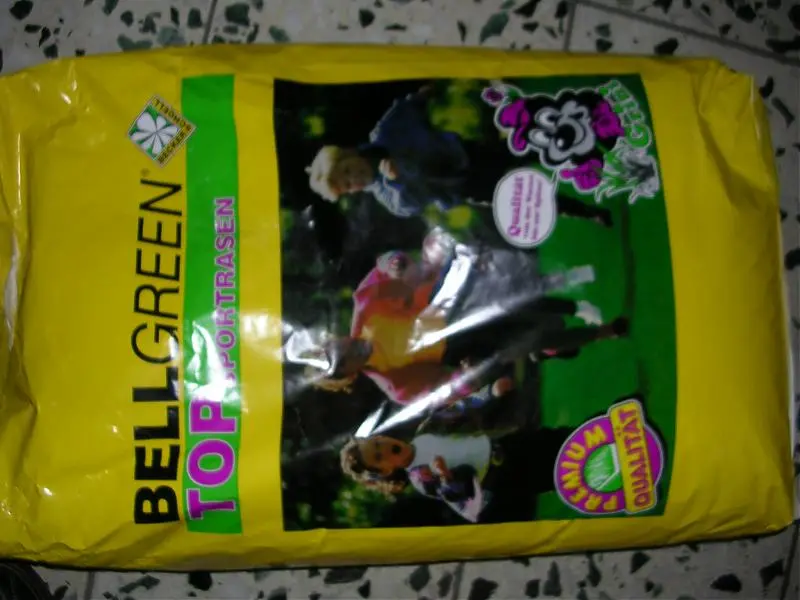 BELLGREEN®
TOP SPORTRASEN
Qualität
PREMIUM
QUALITÄT